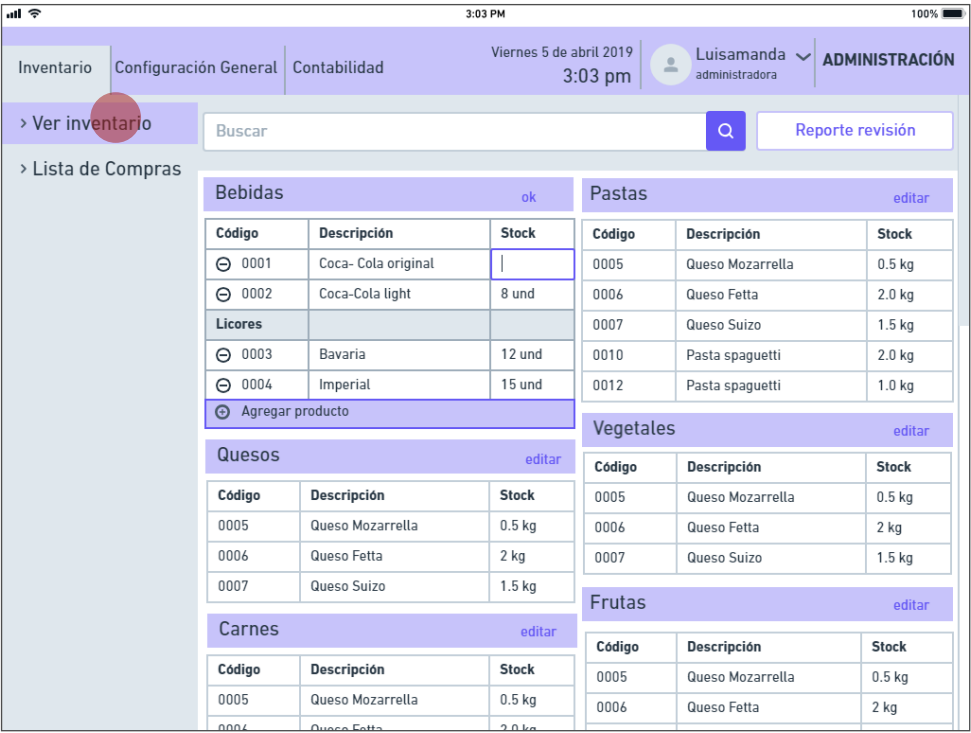 3:03 PM
100%
Inventario
Configuración General
Contabilidad
Viernes 5 de abril 2019
3:03 pm
Luisamanda
administradora
ADMINISTRACIÓN
> Ver inventario
> Lista de Compras
Buscar
Reporte revisión
Bebidas ok
Código Descripción Stock
0001 Coca- Cola original
0002 Coca-Cola light 8 und
Licores
0003 Bavaria 12 und
0004 Imperial 15 und
Agregar producto
Quesos editar
Código Descripción Stock
0005 Queso Mozarrella 0.5 kg
0006 Queso Fetta 2 kg
0007 Queso Suizo 1.5 kg
Carnes editar
Código Descripción Stock
0005 Queso Mozarrella 0.5 kg
0006 Queso Fetta 2.0 kg
Pastas editar
Código Descripción Stock
0005 Queso Mozarrella 0.5 kg
0006 Queso Fetta 2.0 kg
0007 Queso Suizo 1.5 kg
0010 Pasta spaguetti 2.0 kg
0012 Pasta spaguetti 1.0 kg
Vegetales editar
Código Descripción Stock
0005 Queso Mozarrella 0.5 kg
0006 Queso Fetta 2 kg
0007 Queso Suizo 1.5 kg
Frutas editar
Código Descripción Stock
0005 Queso Mozarrella 0.5 kg
0006 Queso Fetta 2 kg